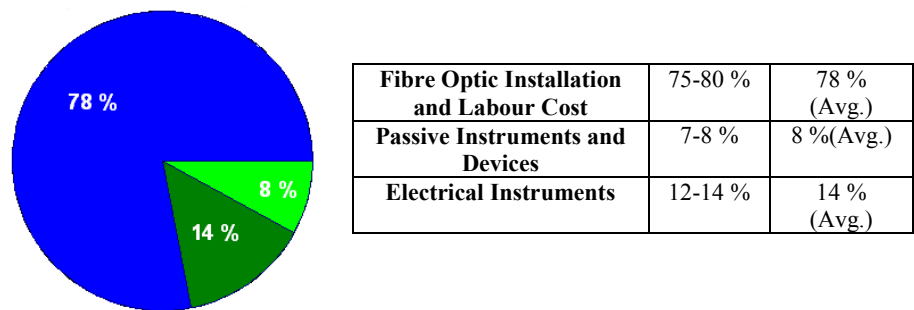 78 %
8 %
14 %
Fibre Optic Installation 75-80 % 78 %
and Labour Cost (Avg.)
Passive Instruments and 7-8 % 8 %(Avg.)
Devices
Electrical Instruments 12-14 % 14 %
(Avg.)